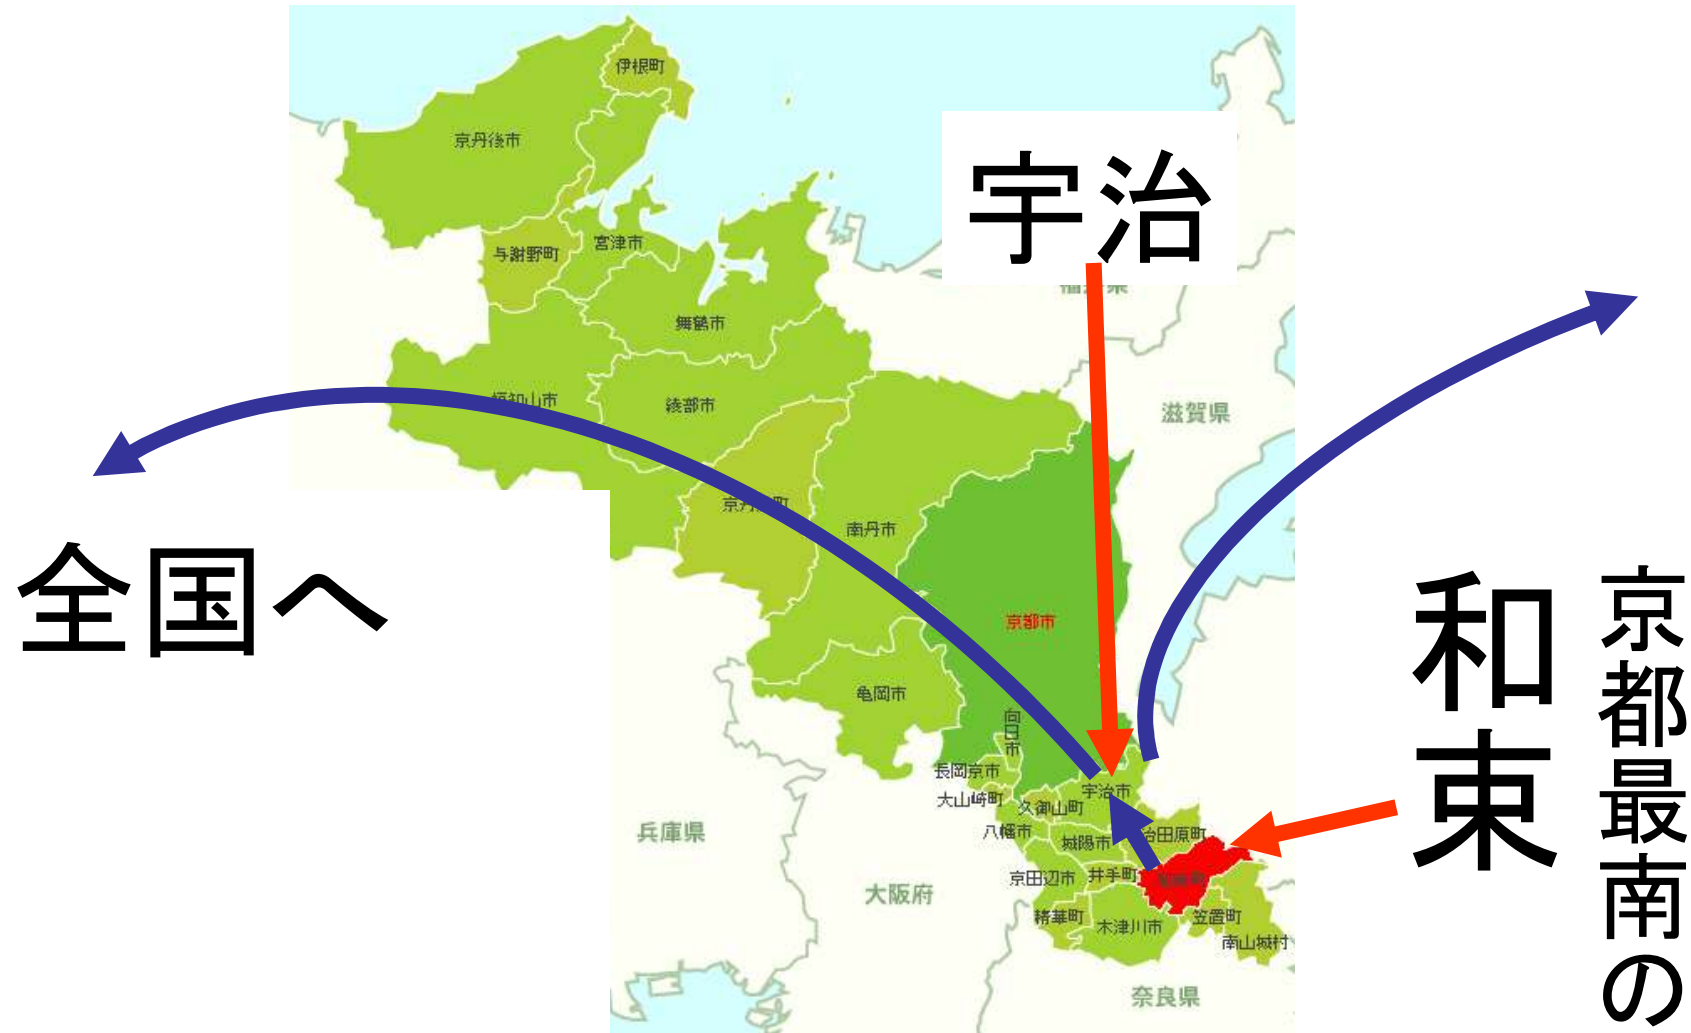 伊根町
京丹後市
宇治
与謝野町
宮津市
舞鶴市
福知山市
綾部市
滋賀県
南丹市
全国へ
京都最南の
和束
京都市
亀岡市
向日市
長岡京市
宇治市
大山崎町
久御山町
八幡市
城陽市
兵庫県
京田辺市
井手町
大阪府
精華町
木津川市
笠置町
南山城村
奈良県